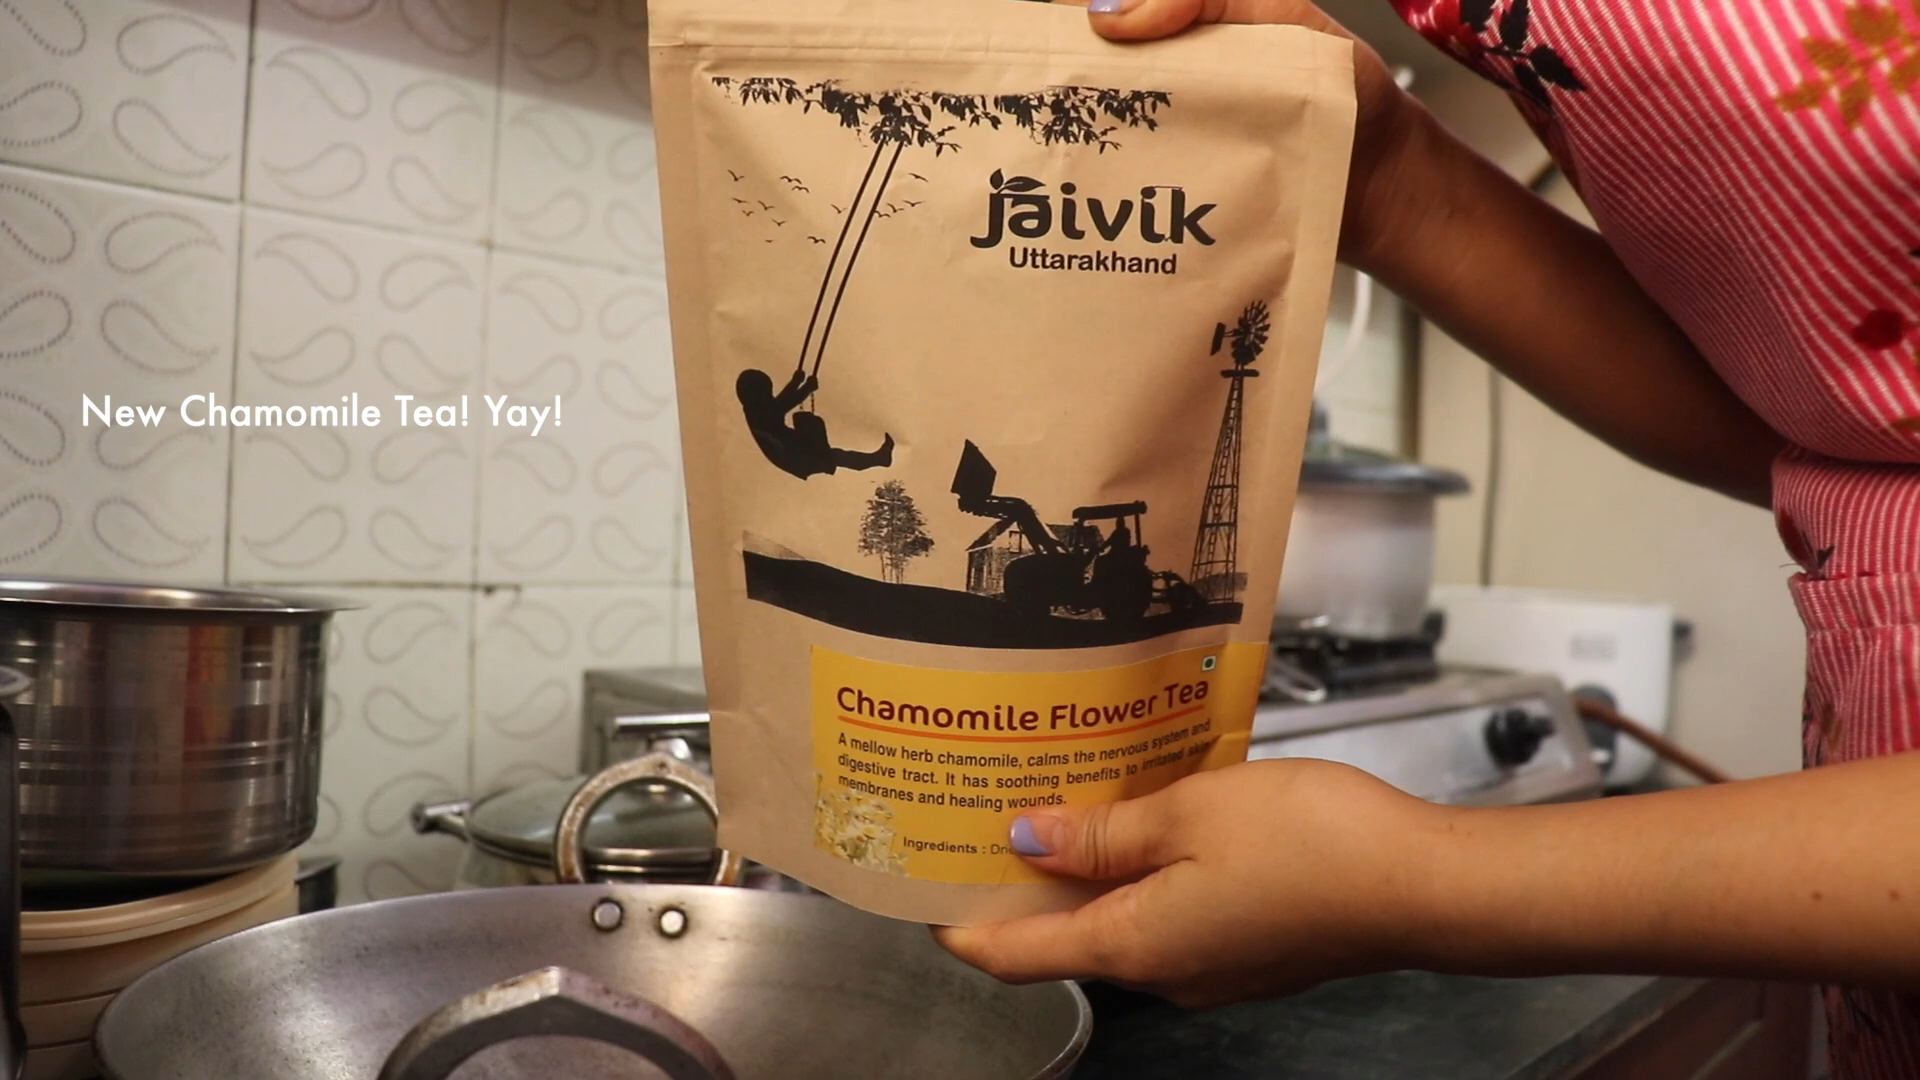 New Chamomile Tea! Yay!
jaivik
Uttarakhand
Chamomile Flower Tea
A mellow herb chamomile, calms the nervous system and
digestive tract. It has soothing benefits to irritated skin
membranes and healing wounds.
Ingredients :